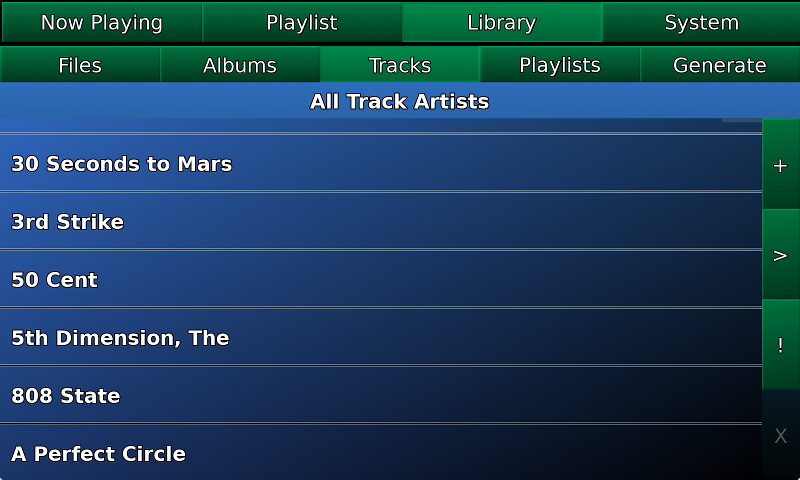 Now Playing Playlist Library System
Files Albums Tracks Playlists Generate
All Track Artists
30 Seconds to Mars
+
3rd Strike
>
50 Cent
5th Dimension, The
!
808 State
X
A Perfect Circle